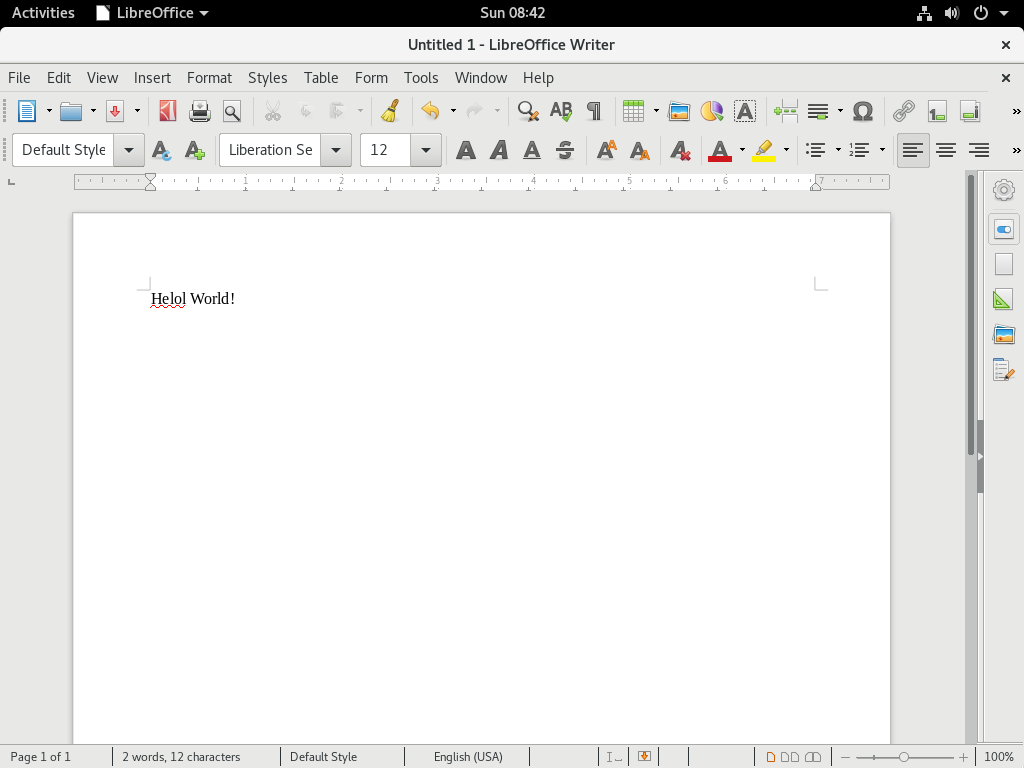 Activities LibreOffice Sun 08:42
Untitled 1 - LibreOffice Writer
File Edit View Insert Format Styles Table Form Tools Window Help
Default Style Liberation Se 12
1 2 3 4 5 6 7
Helol World!
Page 1 of 1 2 words, 12 characters Default Style English (USA) 100%